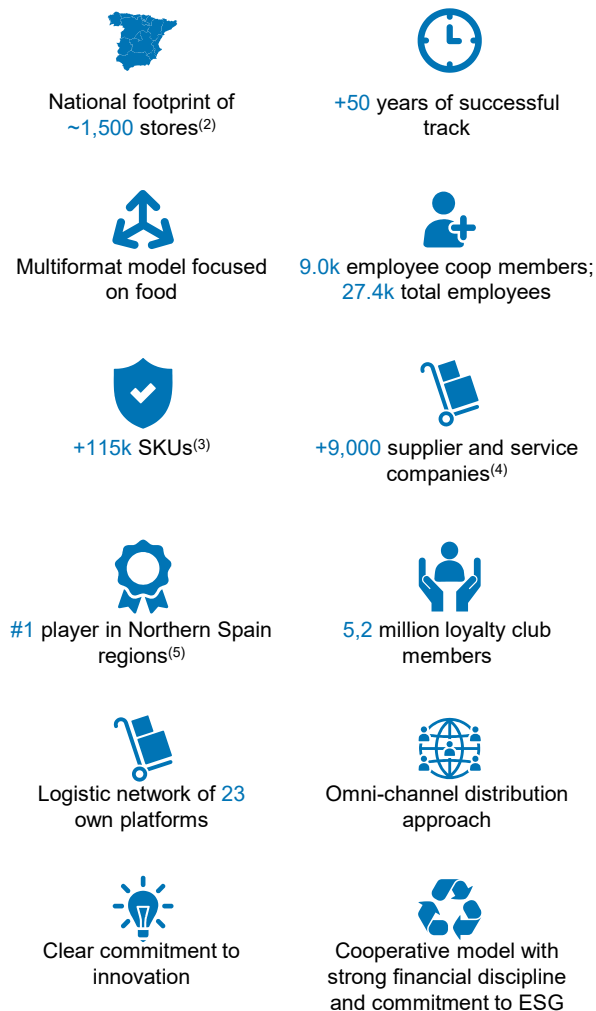 National footprint of
~1,500 stores(2)
+50 years of successful
track
Multiformat model focused
on food
9.0k employee coop members;
27.4k total employees
+115k SKUs(3)
+9,000 supplier and service
companies(4)
#1 player in Northern Spain
regions(5)
5,2 million loyalty club
members
Logistic network of 23
own platforms
Omni-channel distribution
approach
Clear commitment to
innovation
Cooperative model with
strong financial discipline
and commitment to ESG